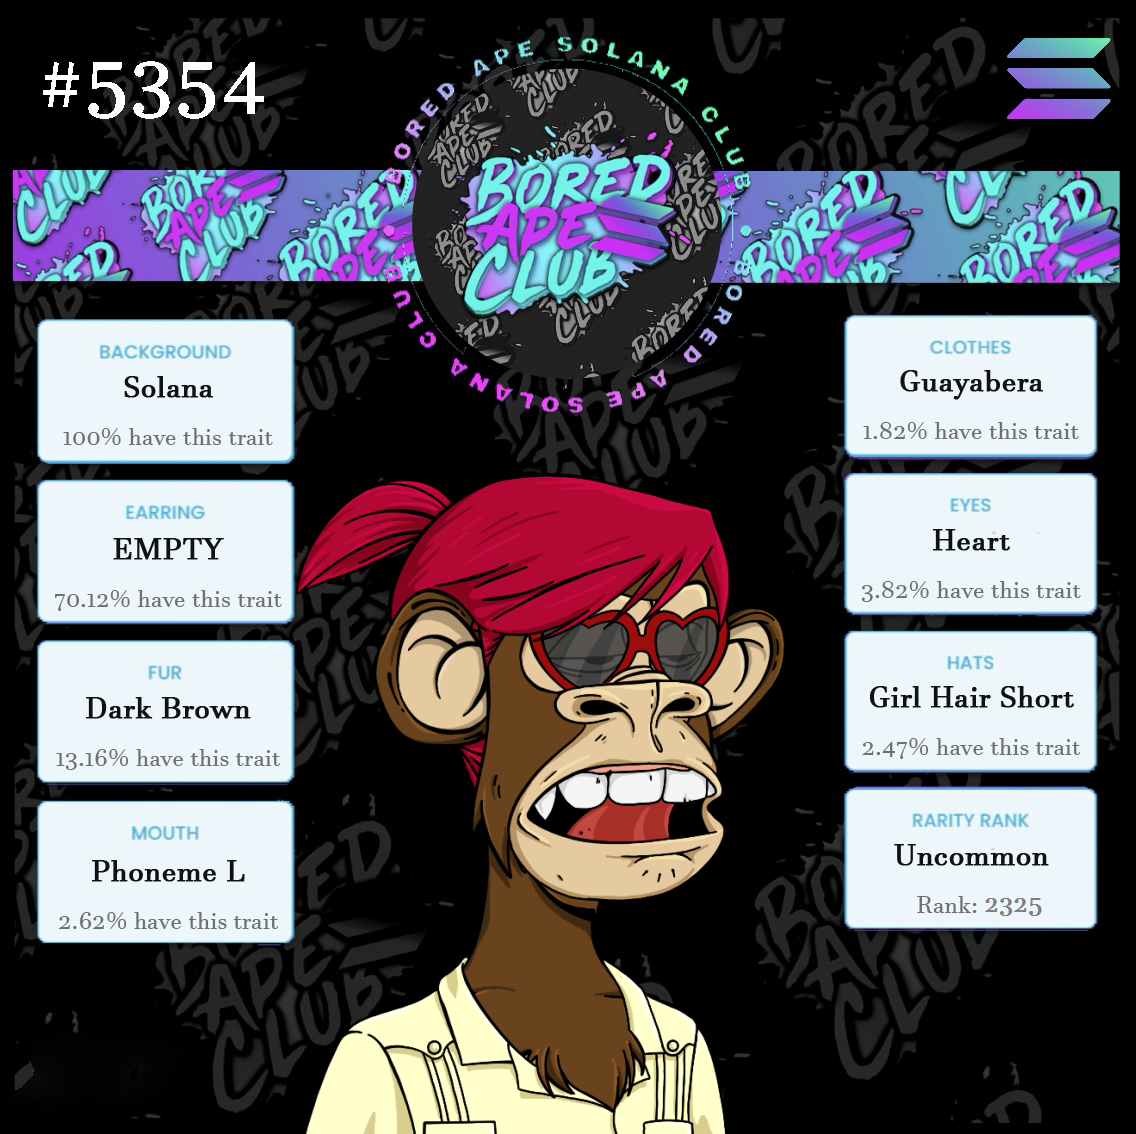 #5354
BORED APE SOLANA CLUB
BORED APE SOLANA CLUB
BORED
APE
CLUB
BACKGROUND
Solana
100% have this trait
EARRING
EMPTY
70.12% have this trait
FUR
Dark Brown
13.16% have this trait
MOUTH
Phoneme L
2.62% have this trait
CLOTHES
Guayabera
1.82% have this trait
EYES
Heart
3.82% have this trait
HATS
Girl Hair Short
2.47% have this trait
RARITY RANK
Uncommon
Rank: 2325